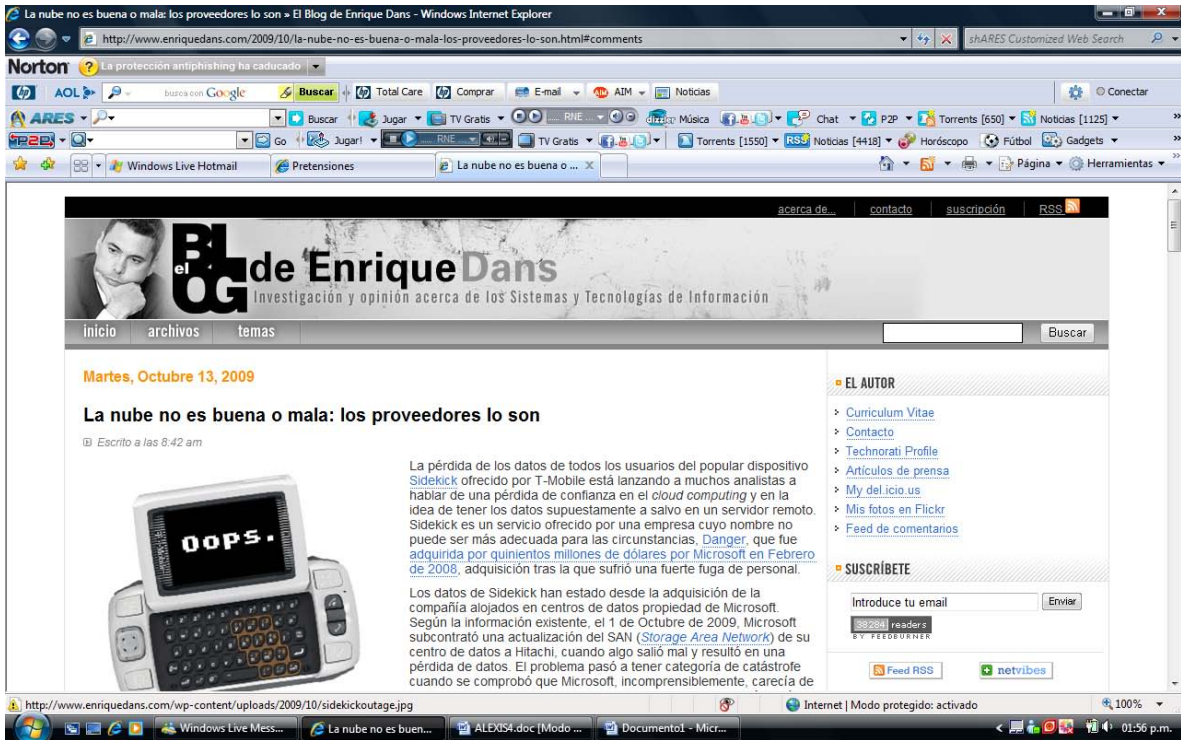 La nube no es buena o mala: los proveedores lo son » El Blog de Enrique Dans - Windows Internet Explorer
http://www.enriquedans.com/2009/10/la-nube-no-es-buena-o-mala-los-proveedores-lo-son.html#comments
shARES Customized Web Search
Norton La protección antiphishing ha caducado
hp AOL busca con Google Buscar Total Care Comprar E-mail AIM Noticias Conectar
ARES Buscar Jugar TV Gratis RNE ... Música Chat P2P Torrents [650] Noticias [1125]
P2P Go Jugar! RNE ... TV Gratis Torrents [1550] RSS Noticias [4418] Horóscopo Fútbol Gadgets
Windows Live Hotmail Pretensiones La nube no es buena o ... Página Herramientas
acerca de... contacto suscripción RSS
el BLOG de Enrique Dans
Investigación y opinión acerca de los Sistemas y Tecnologías de Información
inicio archivos temas Buscar
Martes, Octubre 13, 2009
La nube no es buena o mala: los proveedores lo son
Escrito a las 8:42 am
oops.
La pérdida de los datos de todos los usuarios del popular dispositivo
Sidekick ofrecido por T-Mobile está lanzando a muchos analistas a
hablar de una pérdida de confianza en el cloud computing y en la
idea de tener los datos supuestamente a salvo en un servidor remoto.
Sidekick es un servicio ofrecido por una empresa cuyo nombre no
puede ser más adecuada para las circunstancias, Danger, que fue
adquirida por quinientos millones de dólares por Microsoft en Febrero
de 2008, adquisición tras la que sufrió una fuerte fuga de personal.
Los datos de Sidekick han estado desde la adquisición de la
compañía alojados en centros de datos propiedad de Microsoft.
Según la información existente, el 1 de Octubre de 2009, Microsoft
subcontrató una actualización del SAN (Storage Area Network) de su
centro de datos a Hitachi, cuando algo salió mal y resultó en una
pérdida de datos. El problema pasó a tener categoría de catástrofe
cuando se comprobó que Microsoft, incomprensiblemente, carecía de
EL AUTOR
Curriculum Vitae
Contacto
Technorati Profile
Artículos de prensa
My del.icio.us
Mis fotos en Flickr
Feed de comentarios
SUSCRÍBETE
Introduce tu email Enviar
38284 readers
BY FEEDBURNER
Feed RSS netvibes
http://www.enriquedans.com/wp-content/uploads/2009/10/sidekickoutage.jpg Internet | Modo protegido: activado 100%
Windows Live Mess... La nube no es buen... ALEXIS4.doc [Modo ... Documento1 - Micr... 01:56 p.m.